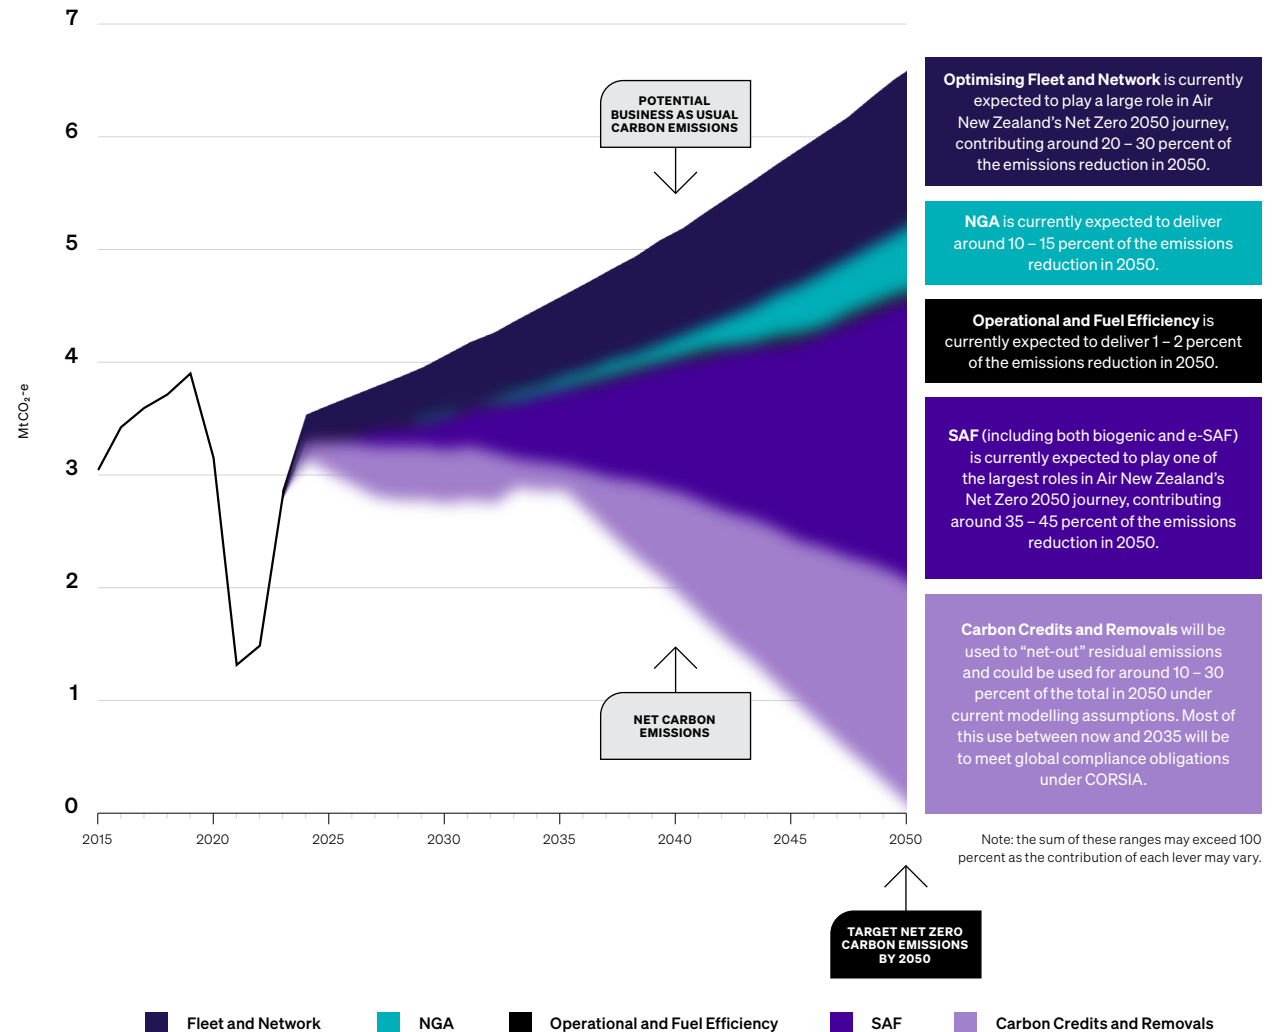 7
6
5
4
3
2
1
0
MtCO₂-e
2015
2020
2025
2030
2035
2040
2045
2050
POTENTIAL
BUSINESS AS USUAL
CARBON EMISSIONS
NET CARBON
EMISSIONS
TARGET NET ZERO
CARBON EMISSIONS
BY 2050
Optimising Fleet and Network is currently
expected to play a large role in Air
New Zealand’s Net Zero 2050 journey,
contributing around 20 – 30 percent of
the emissions reduction in 2050.
NGA is currently expected to deliver
around 10 – 15 percent of the emissions
reduction in 2050.
Operational and Fuel Efficiency is
currently expected to deliver 1 – 2 percent
of the emissions reduction in 2050.
SAF (including both biogenic and e-SAF)
is currently expected to play one of
the largest roles in Air New Zealand’s
Net Zero 2050 journey, contributing
around 35 – 45 percent of the emissions
reduction in 2050.
Carbon Credits and Removals will be
used to “net-out” residual emissions
and could be used for around 10 – 30
percent of the total in 2050 under
current modelling assumptions. Most of
this use between now and 2035 will be
to meet global compliance obligations
under CORSIA.
Note: the sum of these ranges may exceed 100
percent as the contribution of each lever may vary.
Fleet and Network
NGA
Operational and Fuel Efficiency
SAF
Carbon Credits and Removals